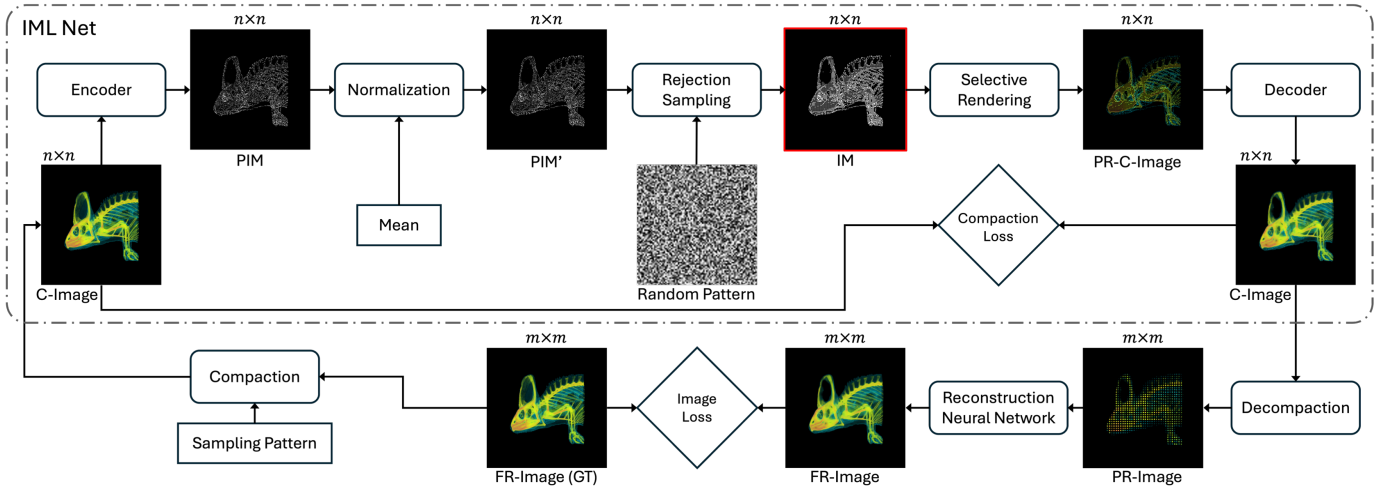 IML Net
n×n
n×n
n×n
n×n
Encoder
Normalization
Rejection
Sampling
Selective
Rendering
Decoder
PIM
PIM’
IM
PR-C-Image
n×n
n×n
Mean
Compaction
Loss
C-Image
Random Pattern
C-Image
m×m
m×m
m×m
Compaction
Image
Loss
Reconstruction
Neural Network
Decompaction
Sampling Pattern
FR-Image (GT)
FR-Image
PR-Image